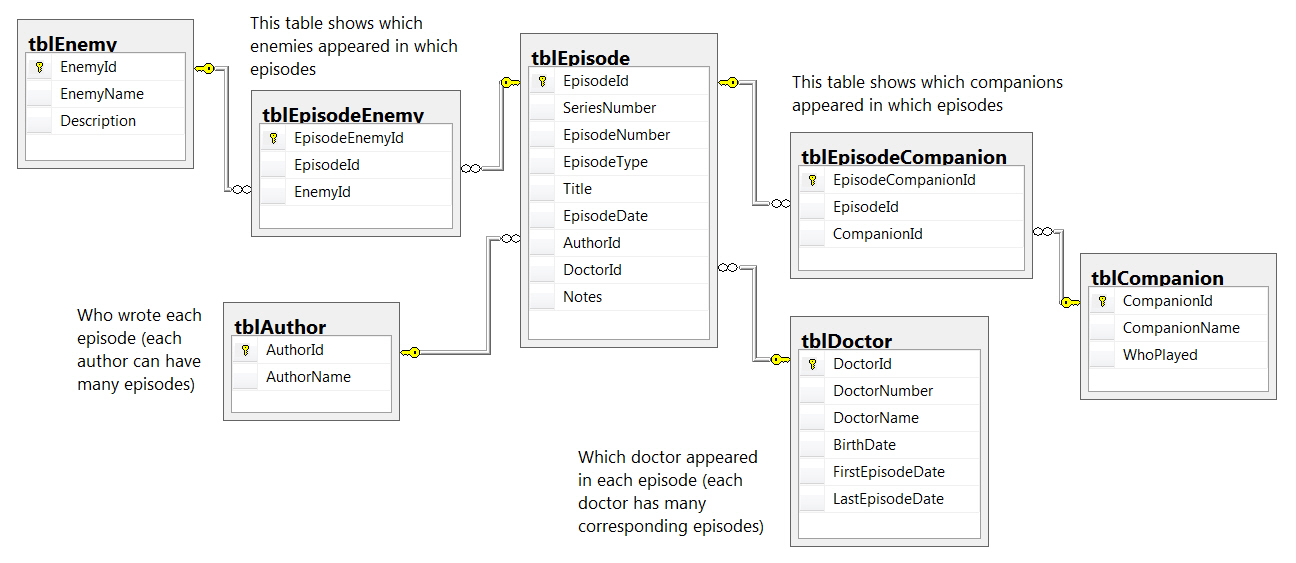 tblEnemy
EnemyId
EnemyName
Description
This table shows which
enemies appeared in which
episodes
tblEpisodeEnemy
EpisodeEnemyId
EpisodeId
EnemyId
tblEpisode
EpisodeId
SeriesNumber
EpisodeNumber
EpisodeType
Title
EpisodeDate
AuthorId
DoctorId
Notes
This table shows which companions
appeared in which episodes
tblEpisodeCompanion
EpisodeCompanionId
EpisodeId
CompanionId
tblCompanion
CompanionId
CompanionName
WhoPlayed
Who wrote each
episode (each
author can have
many episodes)
tblAuthor
AuthorId
AuthorName
tblDoctor
DoctorId
DoctorNumber
DoctorName
BirthDate
FirstEpisodeDate
LastEpisodeDate
Which doctor appeared
in each episode (each
doctor has many
corresponding episodes)